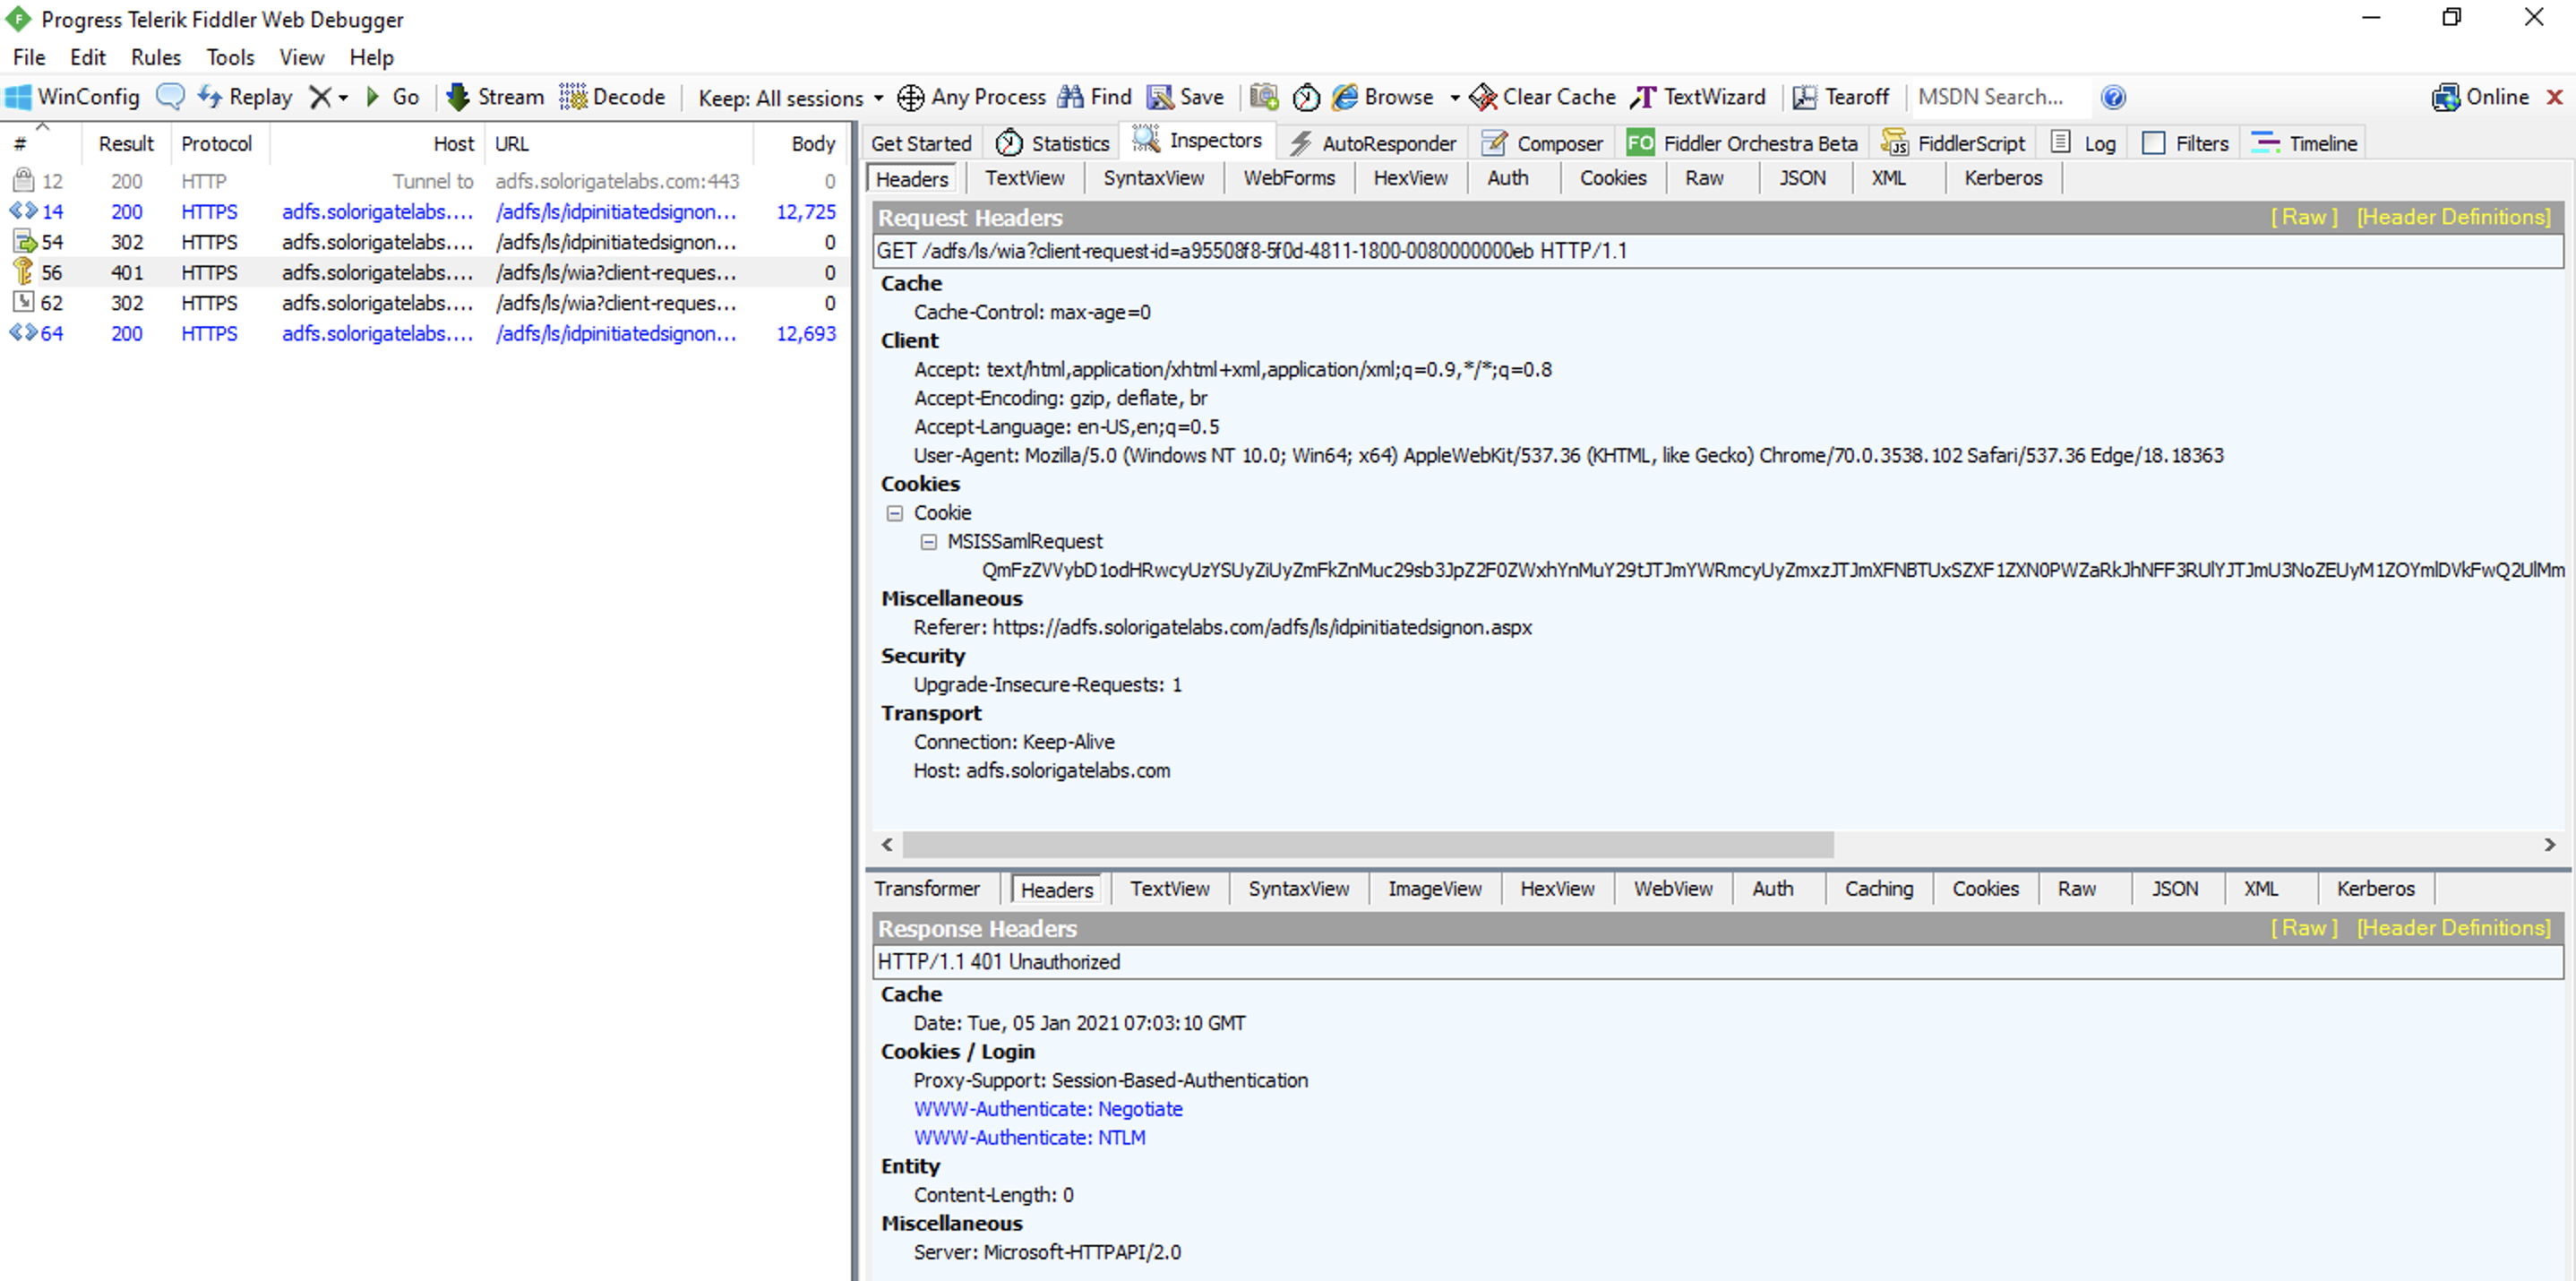 Progress Telerik Fiddler Web Debugger
File Edit Rules Tools View Help
WinConfig Replay Go Stream Decode Keep: All sessions Any Process Find Save Browse Clear Cache TextWizard Tearoff MSDN Search... Online
# Result Protocol Host URL Body
12 200 HTTP Tunnel to adfs.solorigatelabs.com:443 0
14 200 HTTPS adfs.solorigatelabs.... /adfs/ls/idpinitiatedsignon... 12,725
54 302 HTTPS adfs.solorigatelabs.... /adfs/ls/idpinitiatedsignon... 0
56 401 HTTPS adfs.solorigatelabs.... /adfs/ls/wia?client-reques... 0
62 302 HTTPS adfs.solorigatelabs.... /adfs/ls/wia?client-reques... 0
64 200 HTTPS adfs.solorigatelabs.... /adfs/ls/idpinitiatedsignon... 12,693
Get Started Statistics Inspectors AutoResponder Composer FO Fiddler Orchestra Beta FiddlerScript Log Filters Timeline
Headers TextView SyntaxView WebForms HexView Auth Cookies Raw JSON XML Kerberos
Request Headers [ Raw ] [Header Definitions]
GET /adfs/ls/wia?client-request-id=a95508f8-5f0d-4811-1800-0080000000eb HTTP/1.1
Cache
Cache-Control: max-age=0
Client
Accept: text/html,application/xhtml+xml,application/xml;q=0.9,*/*;q=0.8
Accept-Encoding: gzip, deflate, br
Accept-Language: en-US,en;q=0.5
User-Agent: Mozilla/5.0 (Windows NT 10.0; Win64; x64) AppleWebKit/537.36 (KHTML, like Gecko) Chrome/70.0.3538.102 Safari/537.36 Edge/18.18363
Cookies
Cookie
MSISSamlRequest
Miscellaneous
Referer: https://adfs.solorigatelabs.com/adfs/ls/idpinitiatedsignon.aspx
Security
Upgrade-Insecure-Requests: 1
Transport
Connection: Keep-Alive
Host: adfs.solorigatelabs.com
Transformer Headers TextView SyntaxView ImageView HexView WebView Auth Caching Cookies Raw JSON XML Kerberos
Response Headers [ Raw ] [Header Definitions]
HTTP/1.1 401 Unauthorized
Cache
Date: Tue, 05 Jan 2021 07:03:10 GMT
Cookies / Login
Proxy-Support: Session-Based-Authentication
WWW-Authenticate: Negotiate
WWW-Authenticate: NTLM
Entity
Content-Length: 0
Miscellaneous
Server: Microsoft-HTTPAPI/2.0